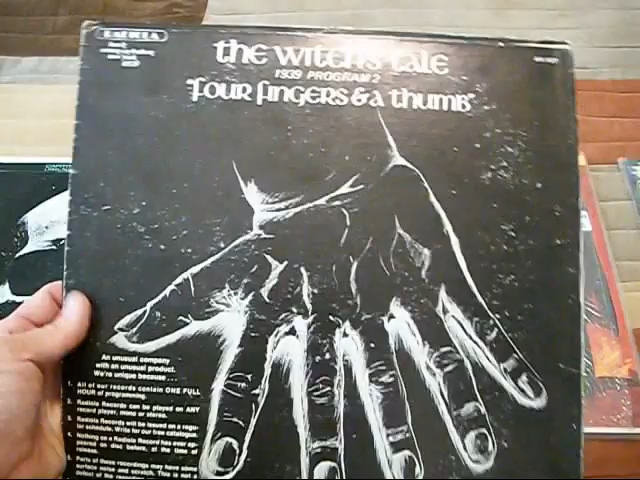 RADIOLA
the witch's tale
1939 PROGRAM 2
"four fingers & a thumb"
An unusual company
with an unusual product.
We're unique because . . .
1. All of our records contain ONE FULL
HOUR of programming.
2. Radiola Records can be played on ANY
record player, mono or stereo.
3. Radiola Records will be issued on a regu-
lar schedule. Write for our free catalogue.
4. Nothing on a Radiola Record has ever ap-
peared on disc before, at the time of
release.
5. Parts of these recordings may have some
surface noise and scratch. This is not a